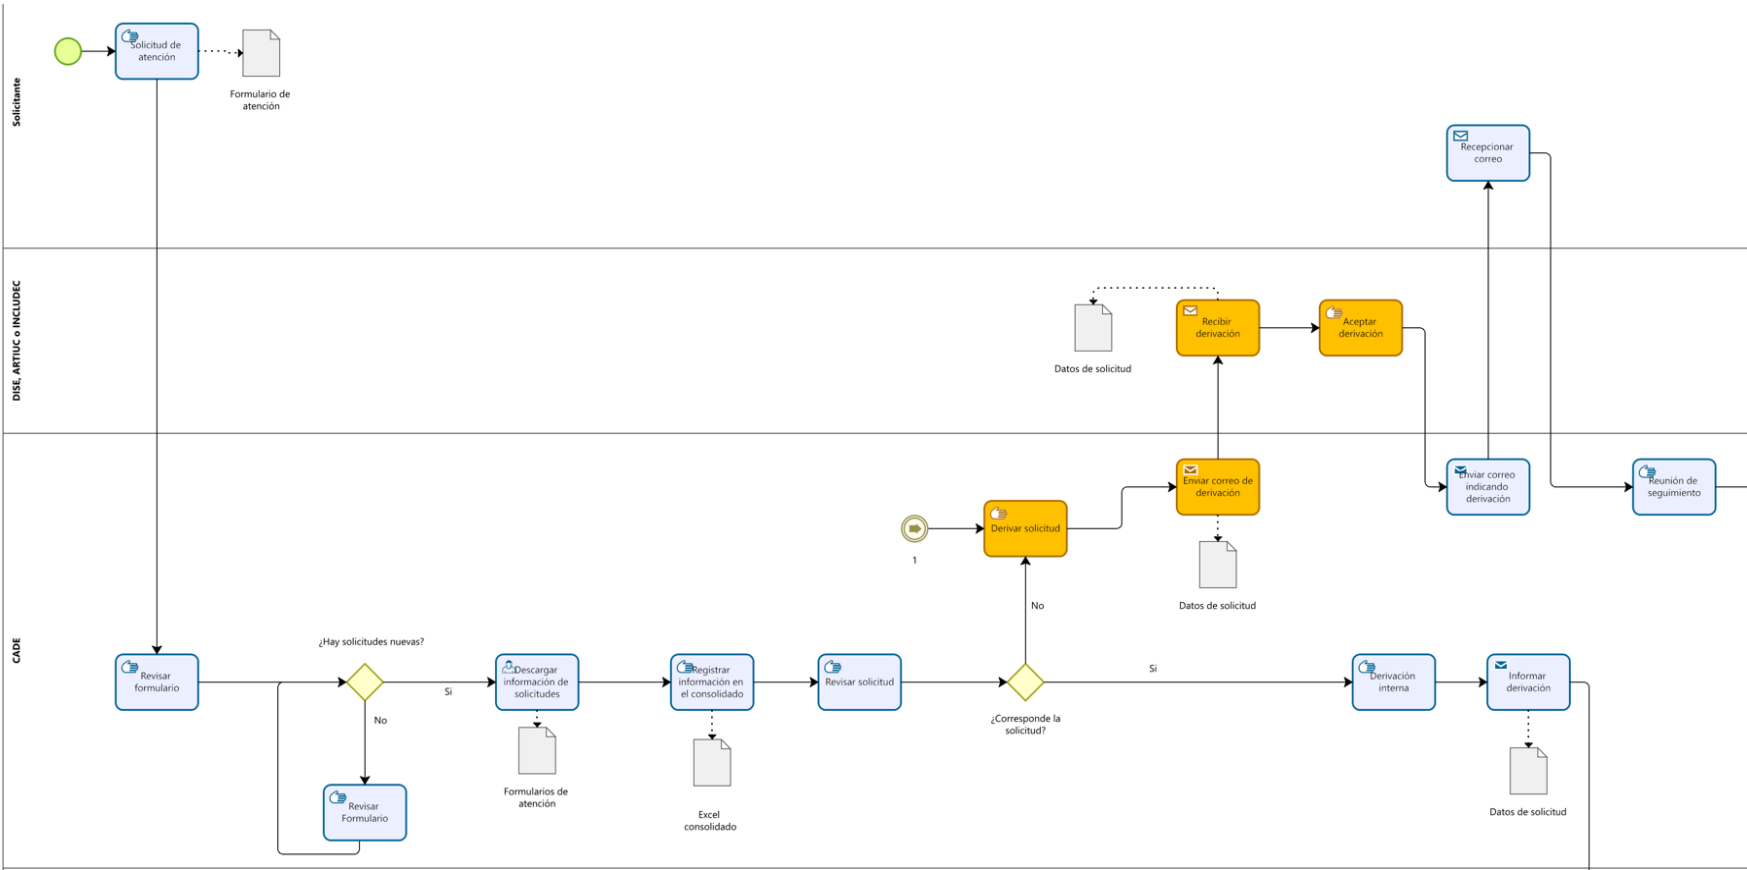 Solicitante
Solicitud de
atención
Formulario de
atención
Recepcionar
correo
DISE, ARTIUC o INCLUDEC
Datos de solicitud
Recibir
derivación
Aceptar
derivación
CADE
1
Derivar solicitud
Enviar correo de
derivación
Datos de solicitud
Enviar correo
indicando
derivación
Reunión de
seguimiento
Revisar
formulario
¿Hay solicitudes nuevas?
Si
No
Revisar
Formulario
Descargar
información de
solicitudes
Formularios de
atención
Registrar
información en
el consolidado
Excel
consolidado
Revisar solicitud
¿Corresponde la
solicitud?
No
Si
Derivación
interna
Informar
derivación
Datos de solicitud